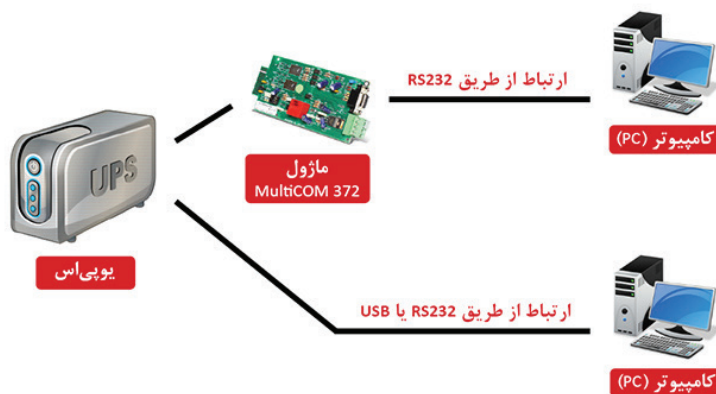 ارتباط از طریق RS232
کامپیوتر (PC)
ماژول
MultiCOM 372
UPS
یوپی‌اس
ارتباط از طریق RS232 یا USB
کامپیوتر (PC)